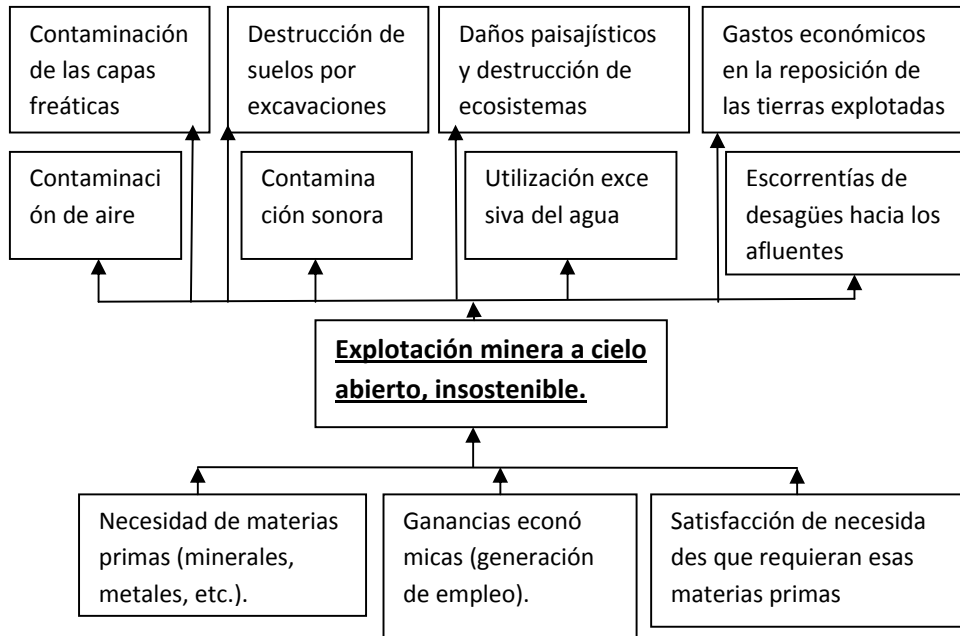 Contaminación
de las capas
freáticas
Destrucción de
suelos por
excavaciones
Daños paisajísticos
y destrucción de
ecosistemas
Gastos económicos
en la reposición de
las tierras explotadas
Contaminaci
ón de aire
Contamina
ción sonora
Utilización exce
siva del agua
Escorrentías de
desagües hacia los
afluentes
Explotación minera a cielo
abierto, insostenible.
Necesidad de materias
primas (minerales,
metales, etc.).
Ganancias econó
micas (generación
de empleo).
Satisfacción de necesida
des que requieran esas
materias primas